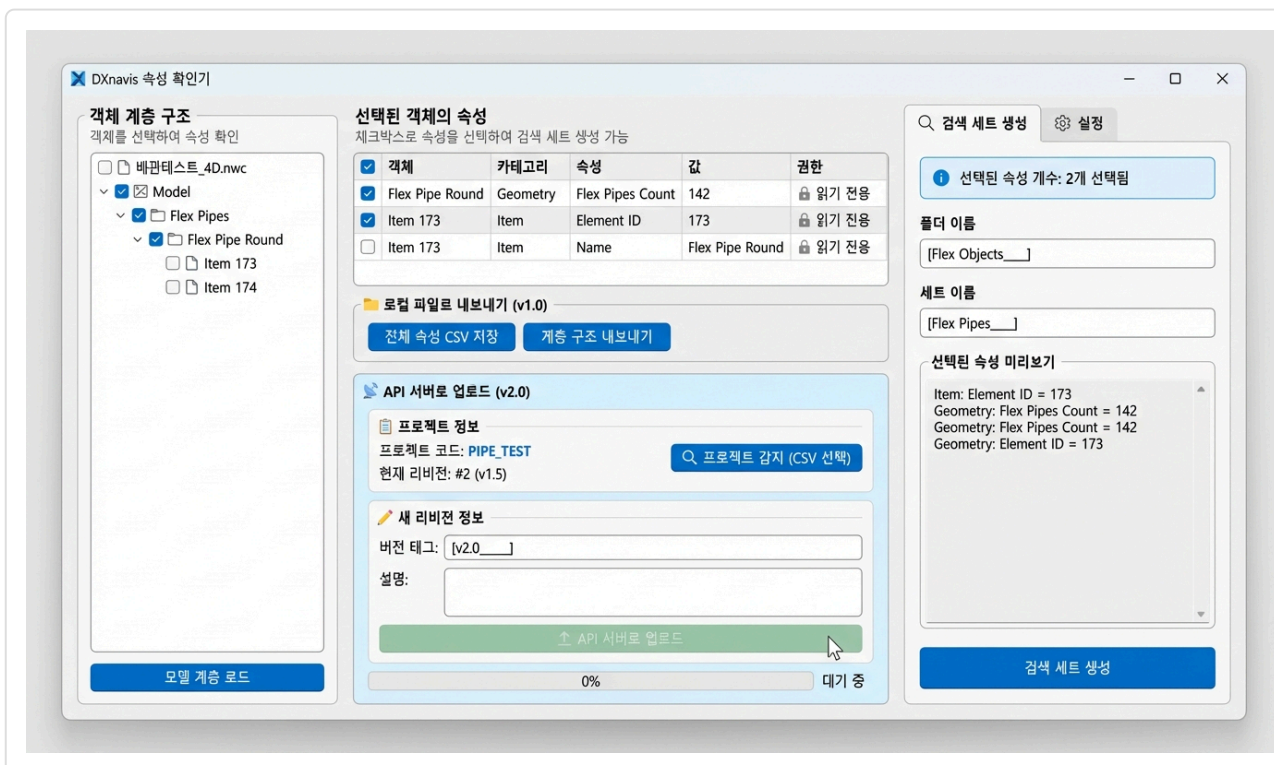 DXnavis 속성 확인기
객체 계층 구조
객체를 선택하여 속성 확인
배관테스트_4D.nwc
Model
Flex Pipes
Flex Pipe Round
Item 173
Item 174
모델 계층 로드
선택된 객체의 속성
체크박스로 속성을 선택하여 검색 세트 생성 가능
객체 카테고리 속성 값 권한
Flex Pipe Round Geometry Flex Pipes Count 142 읽기 전용
Item 173 Item Element ID 173 읽기 전용
Item 173 Item Name Flex Pipe Round 읽기 전용
로컬 파일르 내보내기 (v1.0)
전체 속성 CSV 저장 계층 구조 내보내기
API 서버로 업로드 (v2.0)
프로젝트 정보
프로젝트 코드: PIPE_TEST
현재 리비전: #2 (v1.5)
프로젝트 감지 (CSV 선택)
새 리비전 정보
버전 태그: [v2.0____]
설명:
API 서버로 업로드
0% 대기 중
검색 세트 생성 실정
선택된 속성 개수: 2개 선택됨
폴더 이름
[Flex Objects____]
세트 이름
[Flex Pipes____]
선택된 속성 미리보기
Item: Element ID = 173
Geometry: Flex Pipes Count = 142
Geometry: Flex Pipes Count = 142
Geometry: Element ID = 173
검색 세트 생성